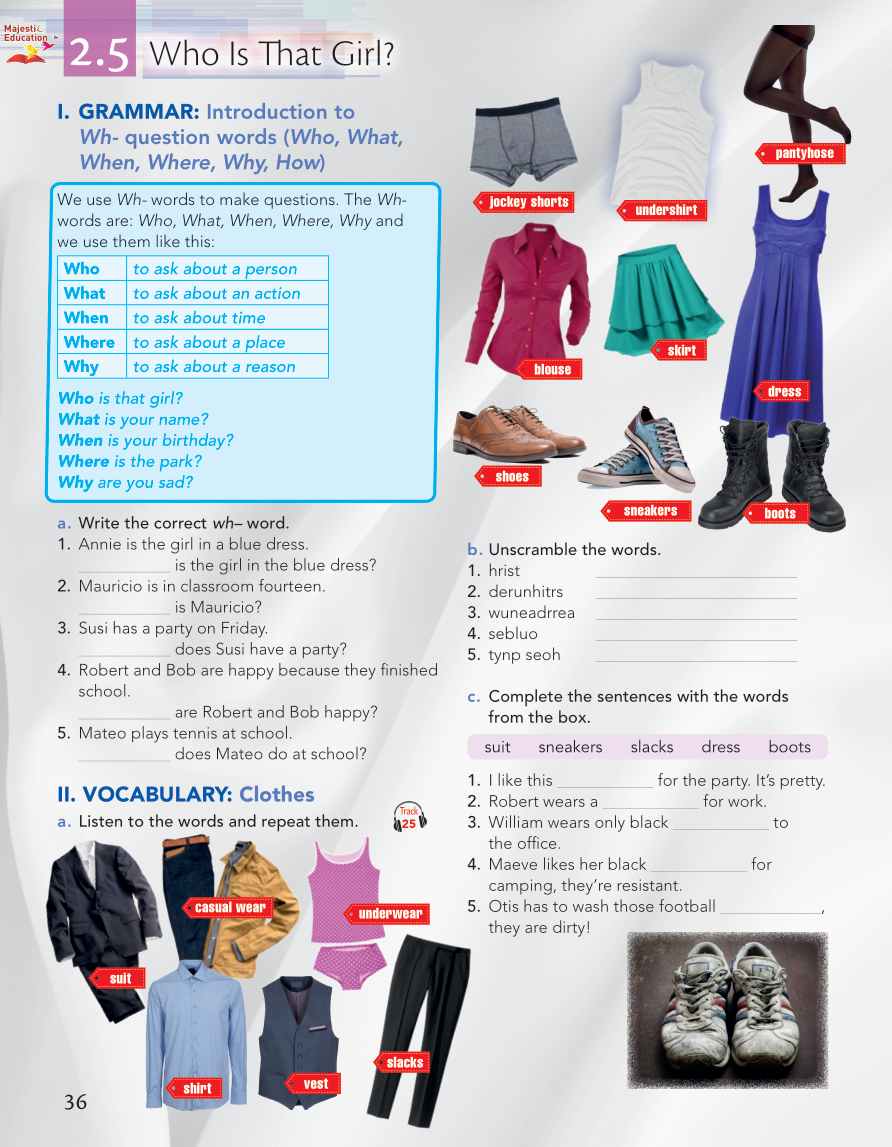 Majestic
Education
2.5 Who Is That Girl?
I. GRAMMAR: Introduction to
Wh- question words (Who, What,
When, Where, Why, How)
We use Wh- words to make questions. The Wh-
words are: Who, What, When, Where, Why and
we use them like this:
Who to ask about a person
What to ask about an action
When to ask about time
Where to ask about a place
Why to ask about a reason
Who is that girl?
What is your name?
When is your birthday?
Where is the park?
Why are you sad?
a. Write the correct wh– word.
1. Annie is the girl in a blue dress.
__________ is the girl in the blue dress?
2. Mauricio is in classroom fourteen.
__________ is Mauricio?
3. Susi has a party on Friday.
__________ does Susi have a party?
4. Robert and Bob are happy because they finished
school.
__________ are Robert and Bob happy?
5. Mateo plays tennis at school.
__________ does Mateo do at school?
II. VOCABULARY: Clothes
a. Listen to the words and repeat them.
Track
25
casual wear
underwear
suit
slacks
shirt
vest
pantyhose
jockey shorts
undershirt
skirt
blouse
dress
shoes
sneakers
boots
b. Unscramble the words.
1. hrist
2. derunhitrs
3. wuneadrrea
4. sebluo
5. tynp seoh
c. Complete the sentences with the words
from the box.
suit sneakers slacks dress boots
1. I like this __________ for the party. It’s pretty.
2. Robert wears a __________ for work.
3. William wears only black __________ to
the office.
4. Maeve likes her black __________ for
camping, they’re resistant.
5. Otis has to wash those football __________,
they are dirty!
36